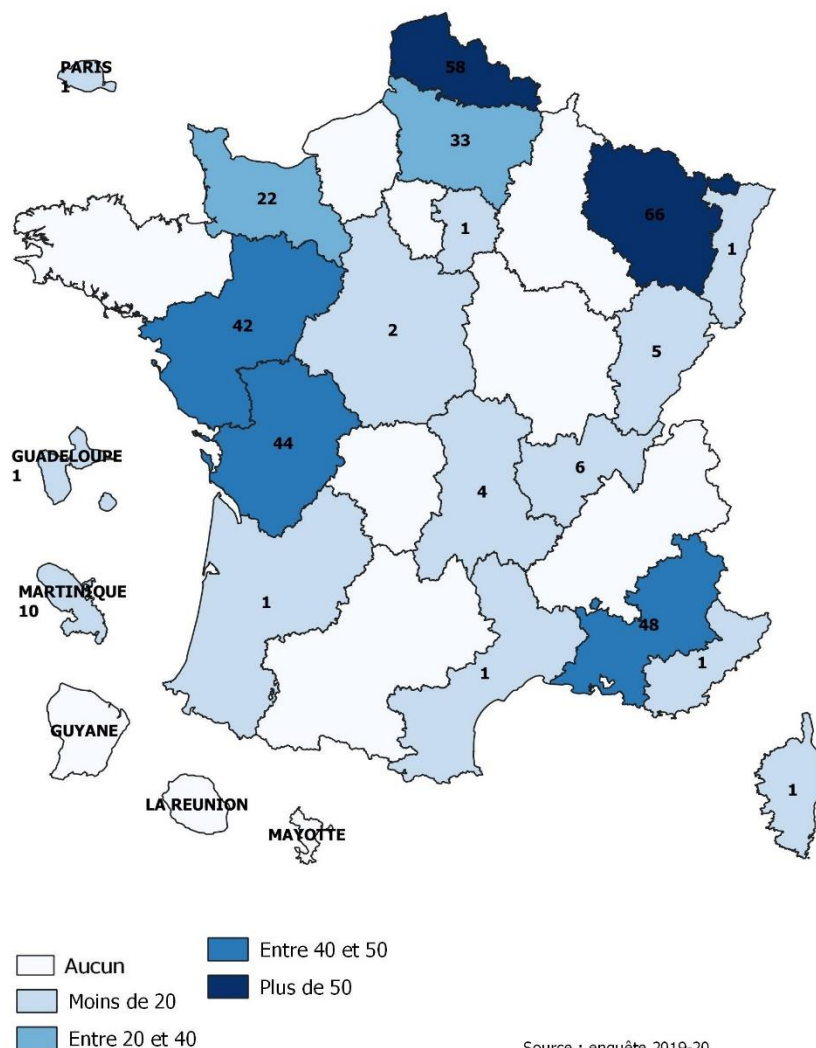 58
PARIS
1
33
22
66
1
1
42
2
5
44
GUADELOUPE
1
6
4
MARTINIQUE
10
1
48
1
1
GUYANE
1
LA REUNION
MAYOTTE
Aucun
Moins de 20
Entre 20 et 40
Entre 40 et 50
Plus de 50
Source : enquête 2019-20